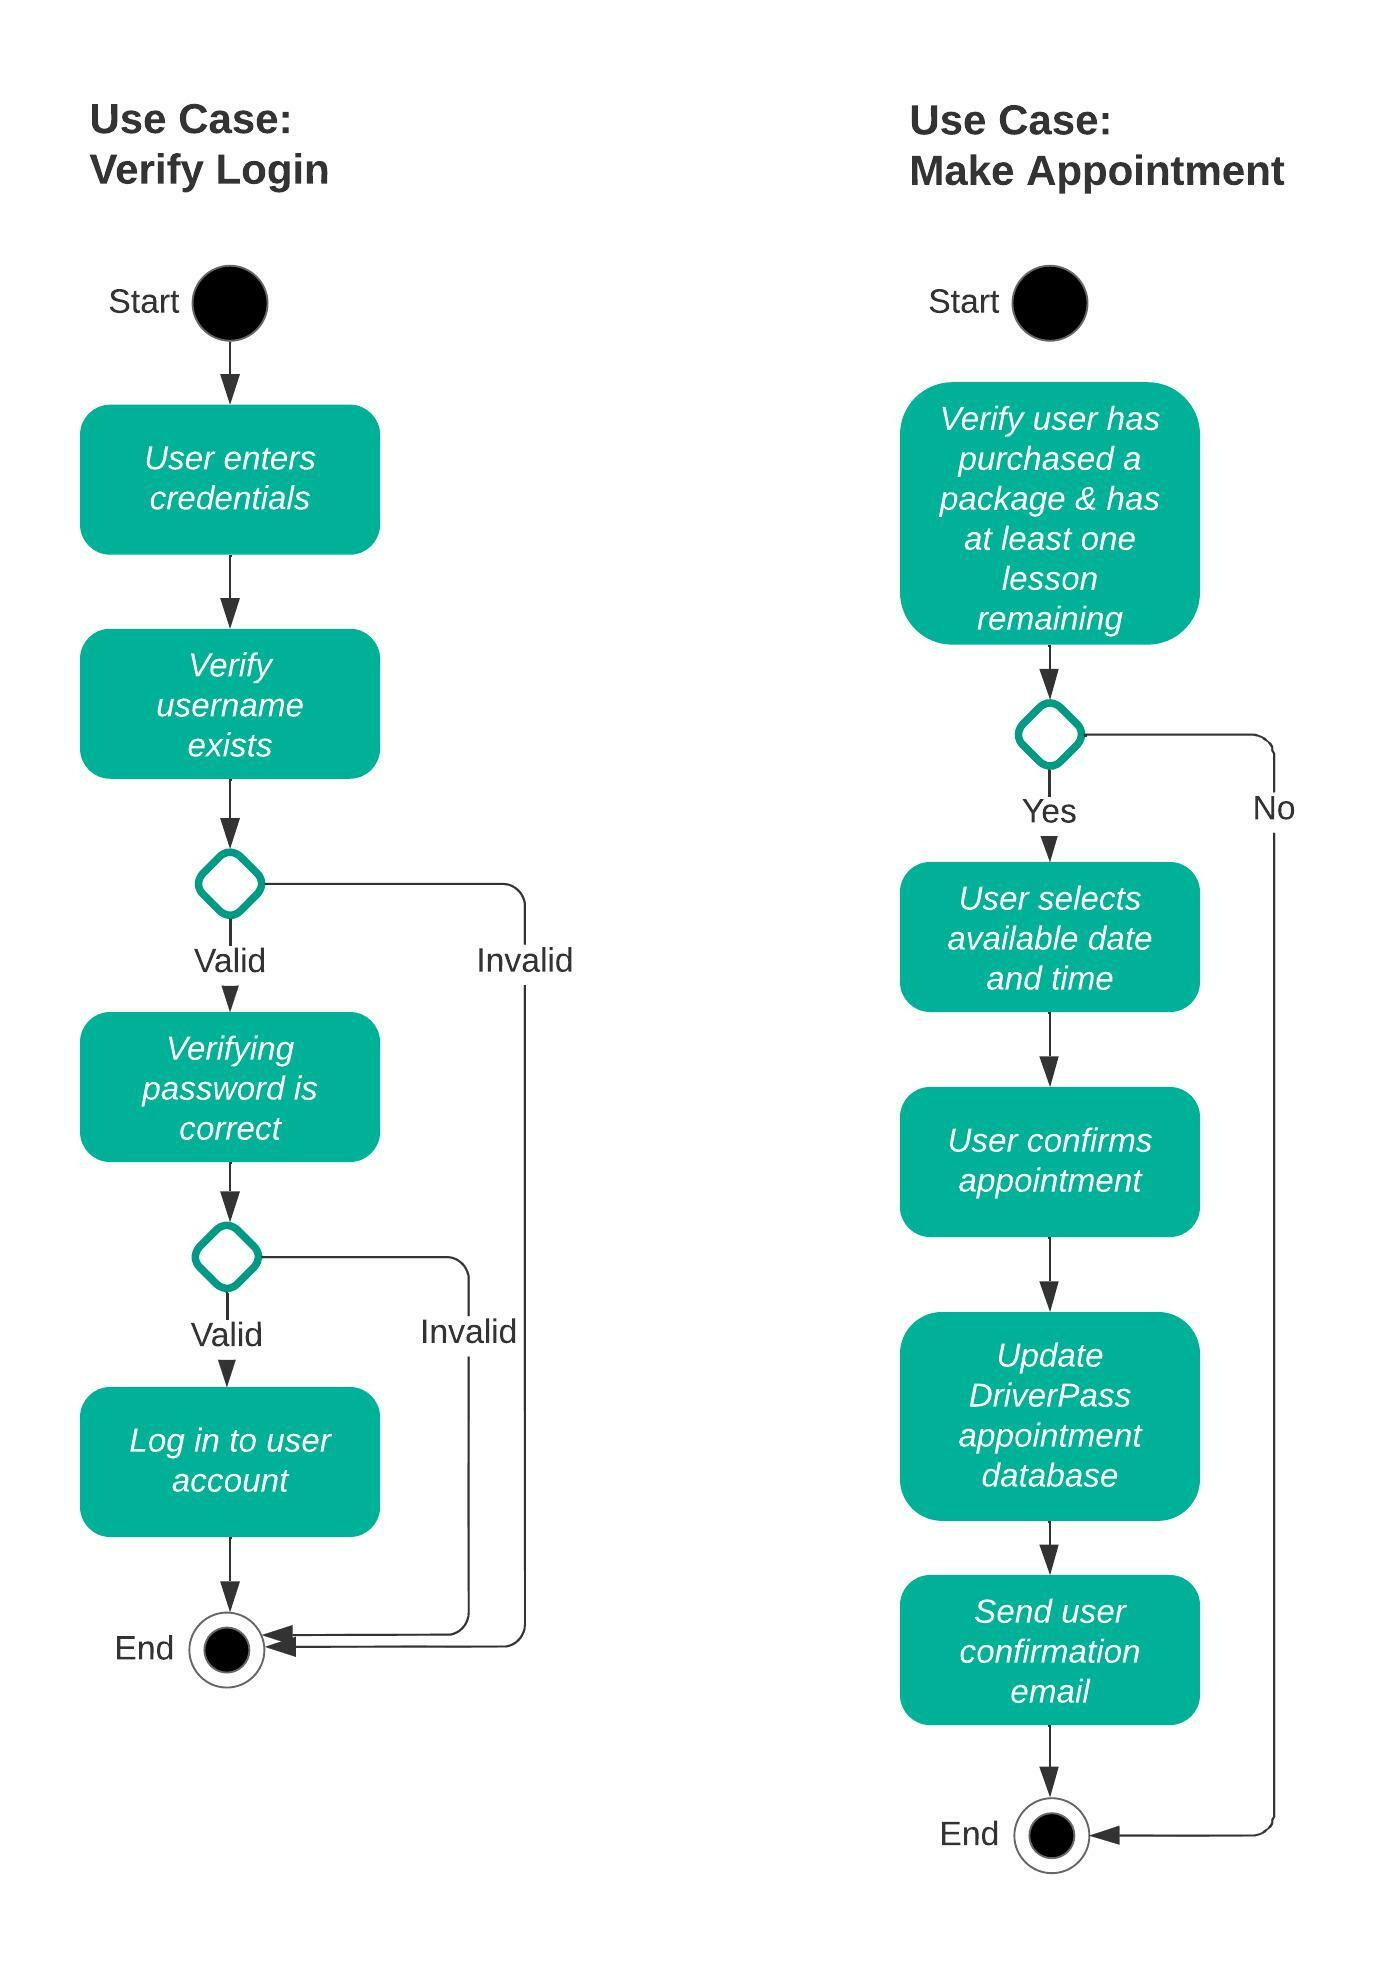 Use Case:
Verify Login
Start
User enters
credentials
Verify
username
exists
Valid
Invalid
Verifying
password is
correct
Valid
Invalid
Log in to user
account
End
Use Case:
Make Appointment
Start
Verify user has
purchased a
package & has
at least one
lesson
remaining
Yes
No
User selects
available date
and time
User confirms
appointment
Update
DriverPass
appointment
database
Send user
confirmation
email
End